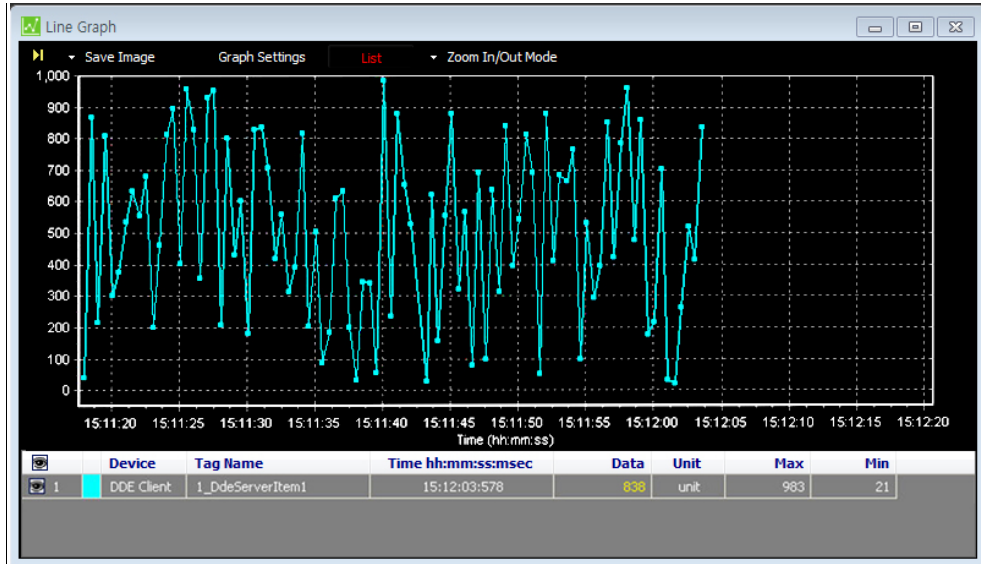 Line Graph
Save Image Graph Settings List Zoom In/Out Mode
1,000
900
800
700
600
500
400
300
200
100
0
15:11:20 15:11:25 15:11:30 15:11:35 15:11:40 15:11:45 15:11:50 15:11:55 15:12:00 15:12:05 15:12:10 15:12:15 15:12:20
Time (hh:mm:ss)
Device Tag Name Time hh:mm:ss:msec Data Unit Max Min
1 DDE Client 1_DdeServerItem1 15:12:03:578 838 unit 983 21